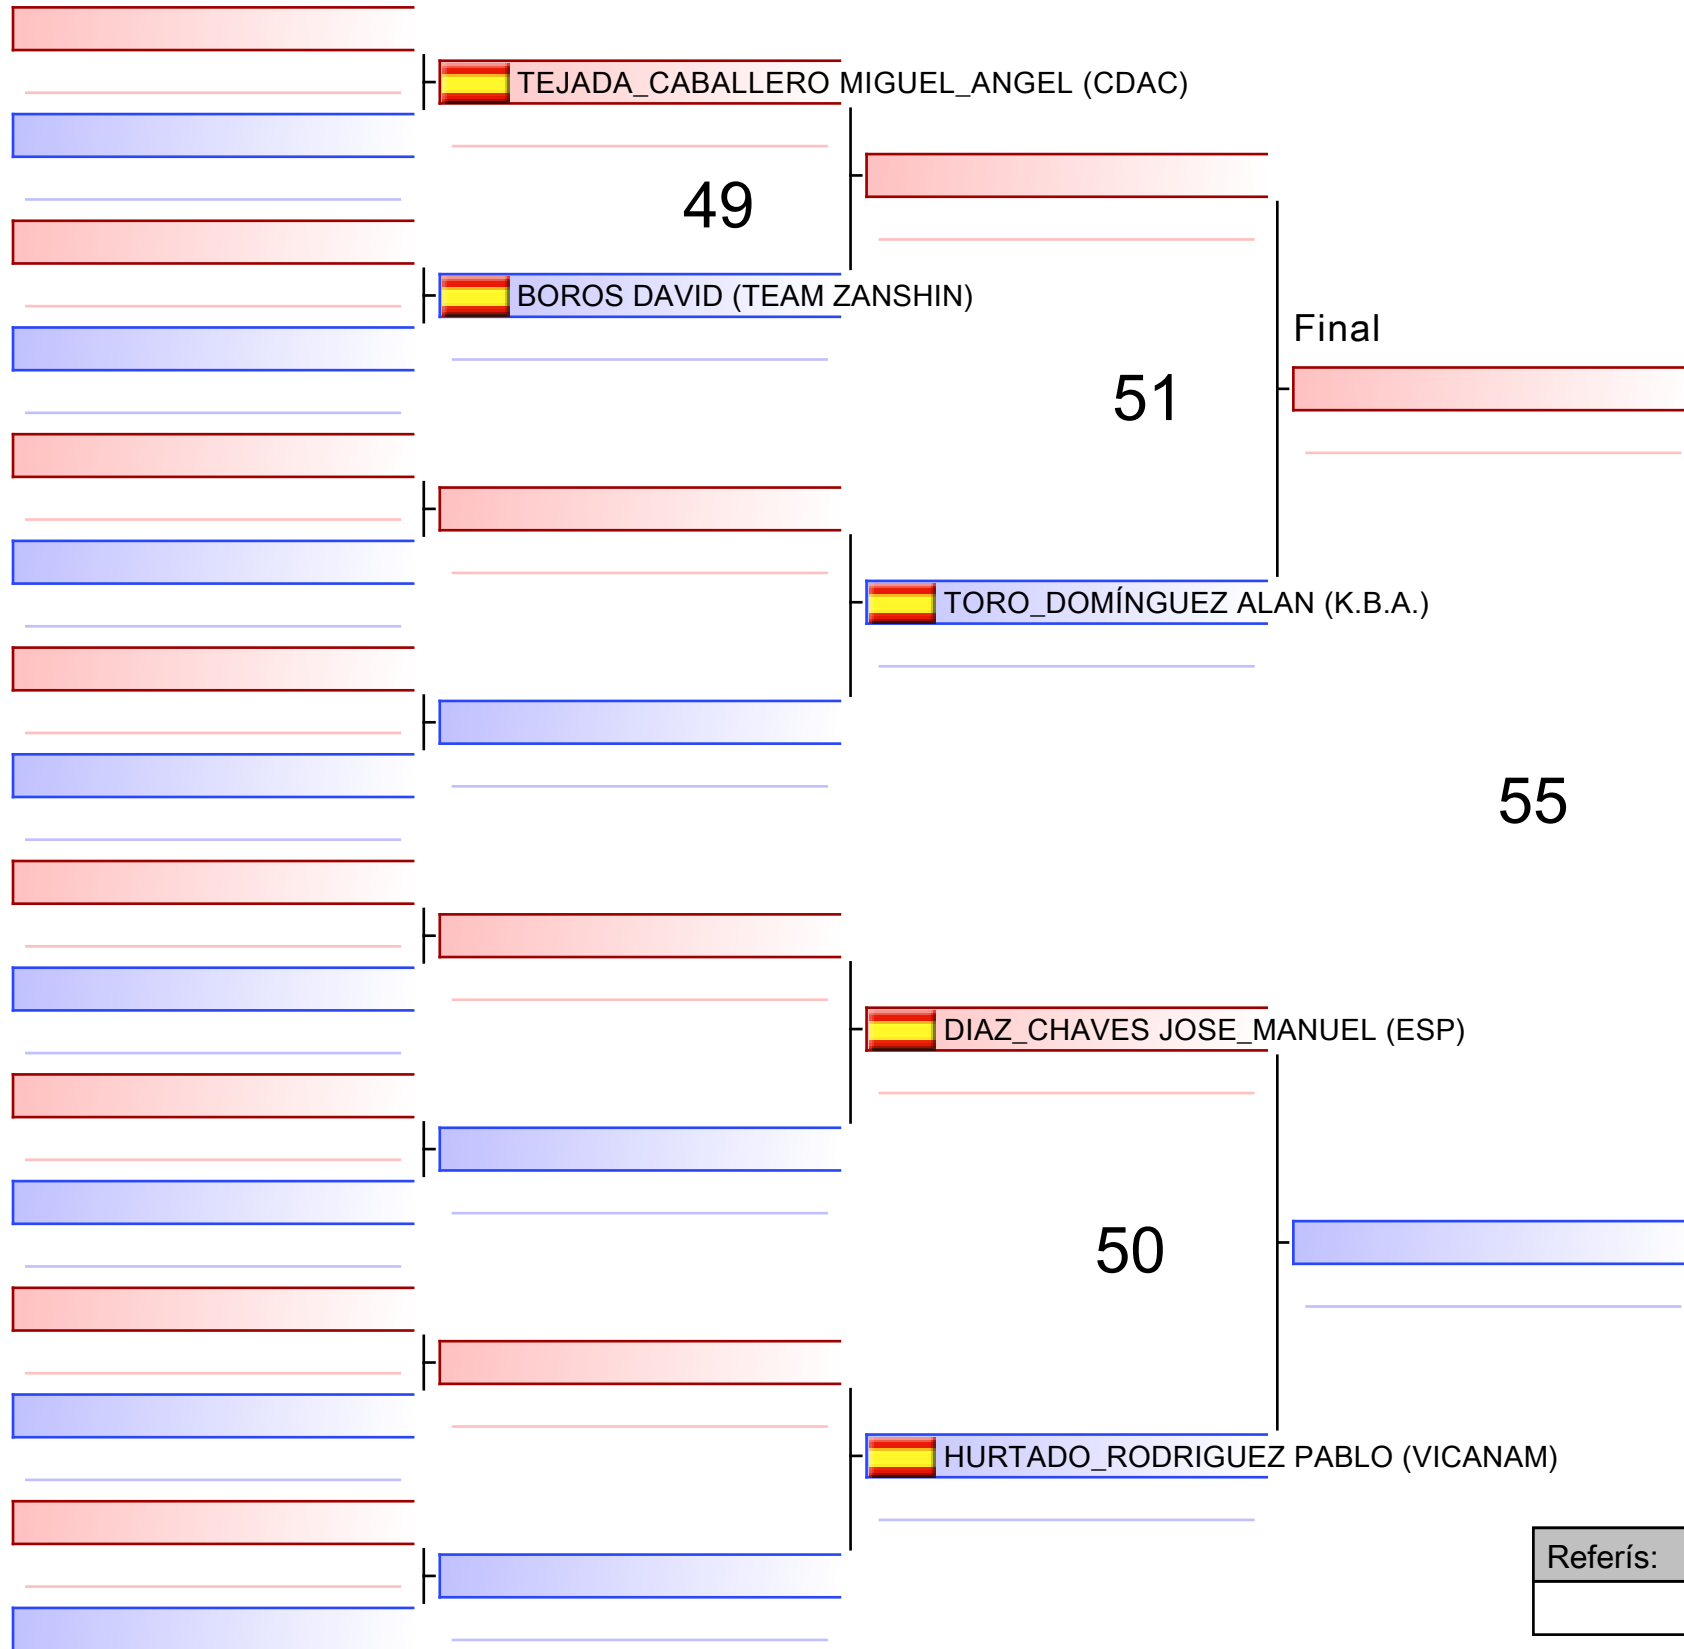 TEJADA_CABALLERO MIGUEL_ANGEL (CDAC)
49
BOROS DAVID (TEAM ZANSHIN)
Final
51
TORO_DOMÍNGUEZ ALAN (K.B.A.)
55
DIAZ_CHAVES JOSE_MANUEL (ESP)
50
HURTADO_RODRIGUEZ PABLO (VICANAM)
Referís: